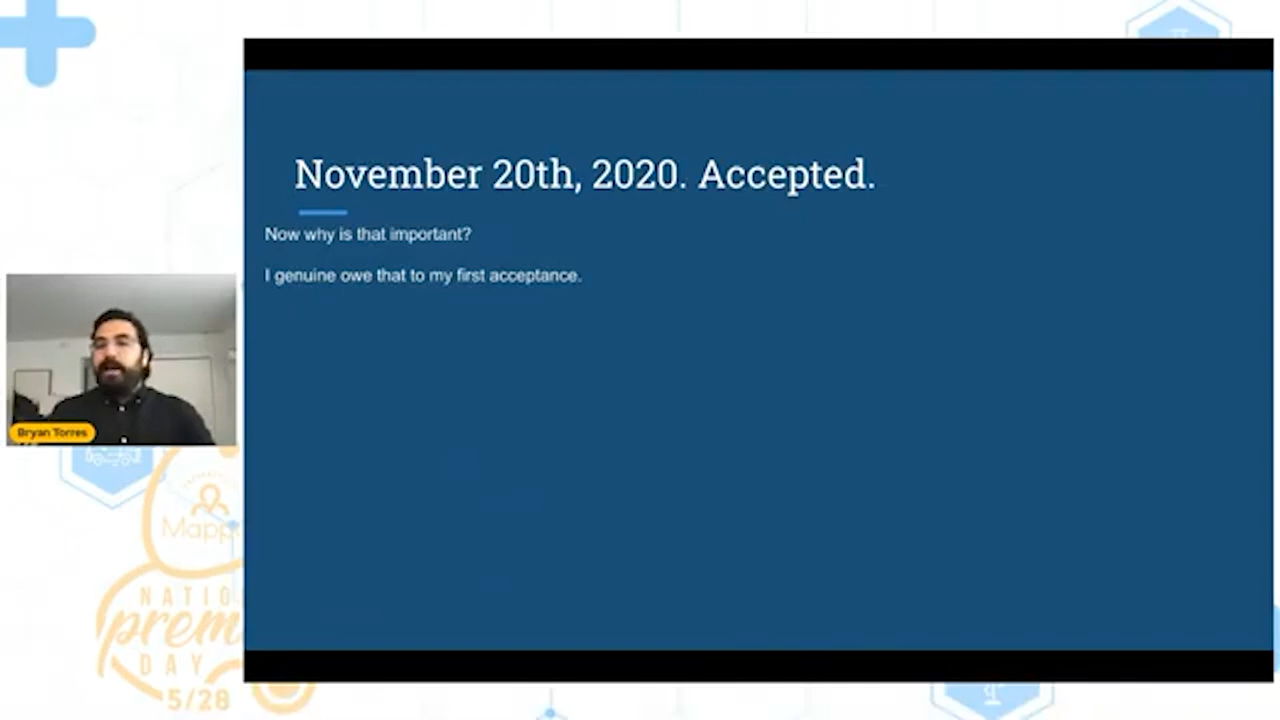 November 20th, 2020. Accepted.
Now why is that important?
I genuine owe that to my first acceptance.
Bryan Torres
NATIO
prem
DAY
5/28